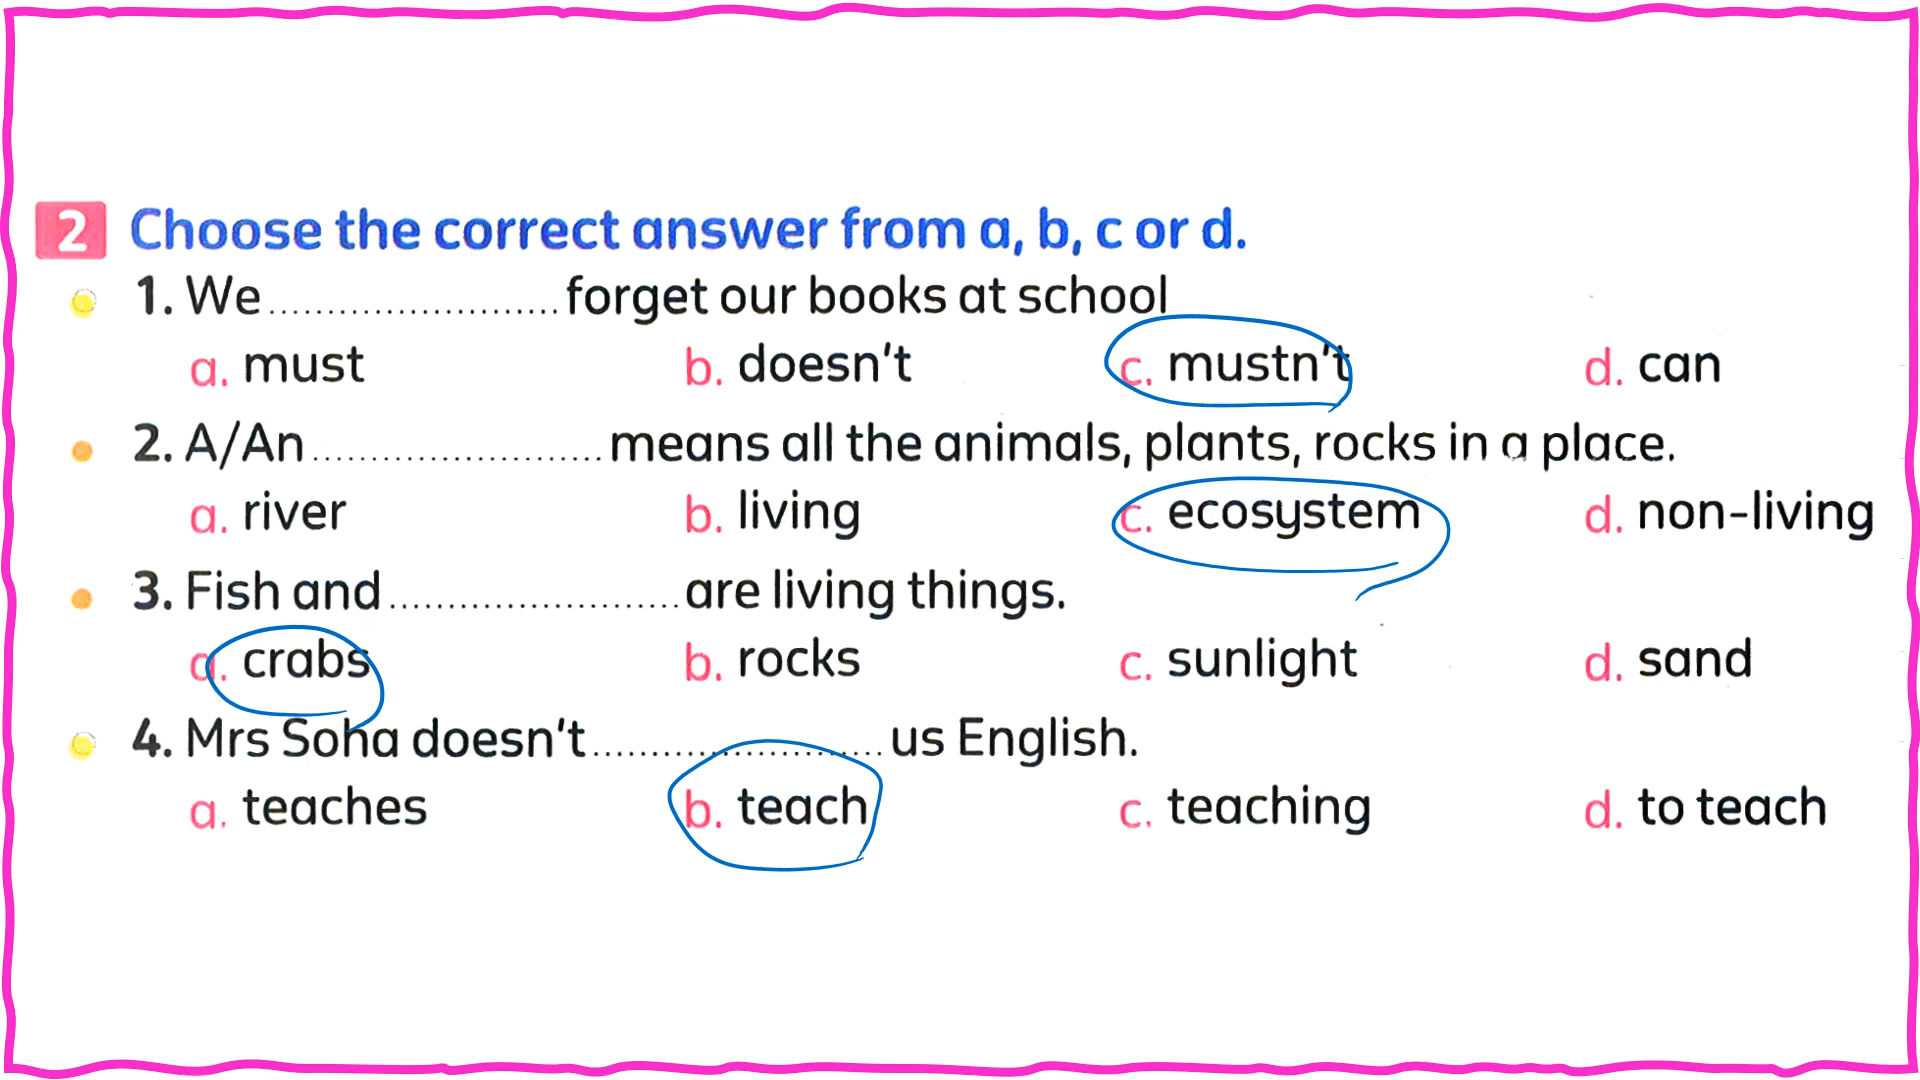 2 Choose the correct answer from a, b, c or d.
1. We ........................ forget our books at school
a. must b. doesn't c. mustn't d. can
2. A/An ........................ means all the animals, plants, rocks in a place.
a. river b. living c. ecosystem d. non-living
3. Fish and ........................ are living things.
a. crabs b. rocks c. sunlight d. sand
4. Mrs Soha doesn't ........................ us English.
a. teaches b. teach c. teaching d. to teach